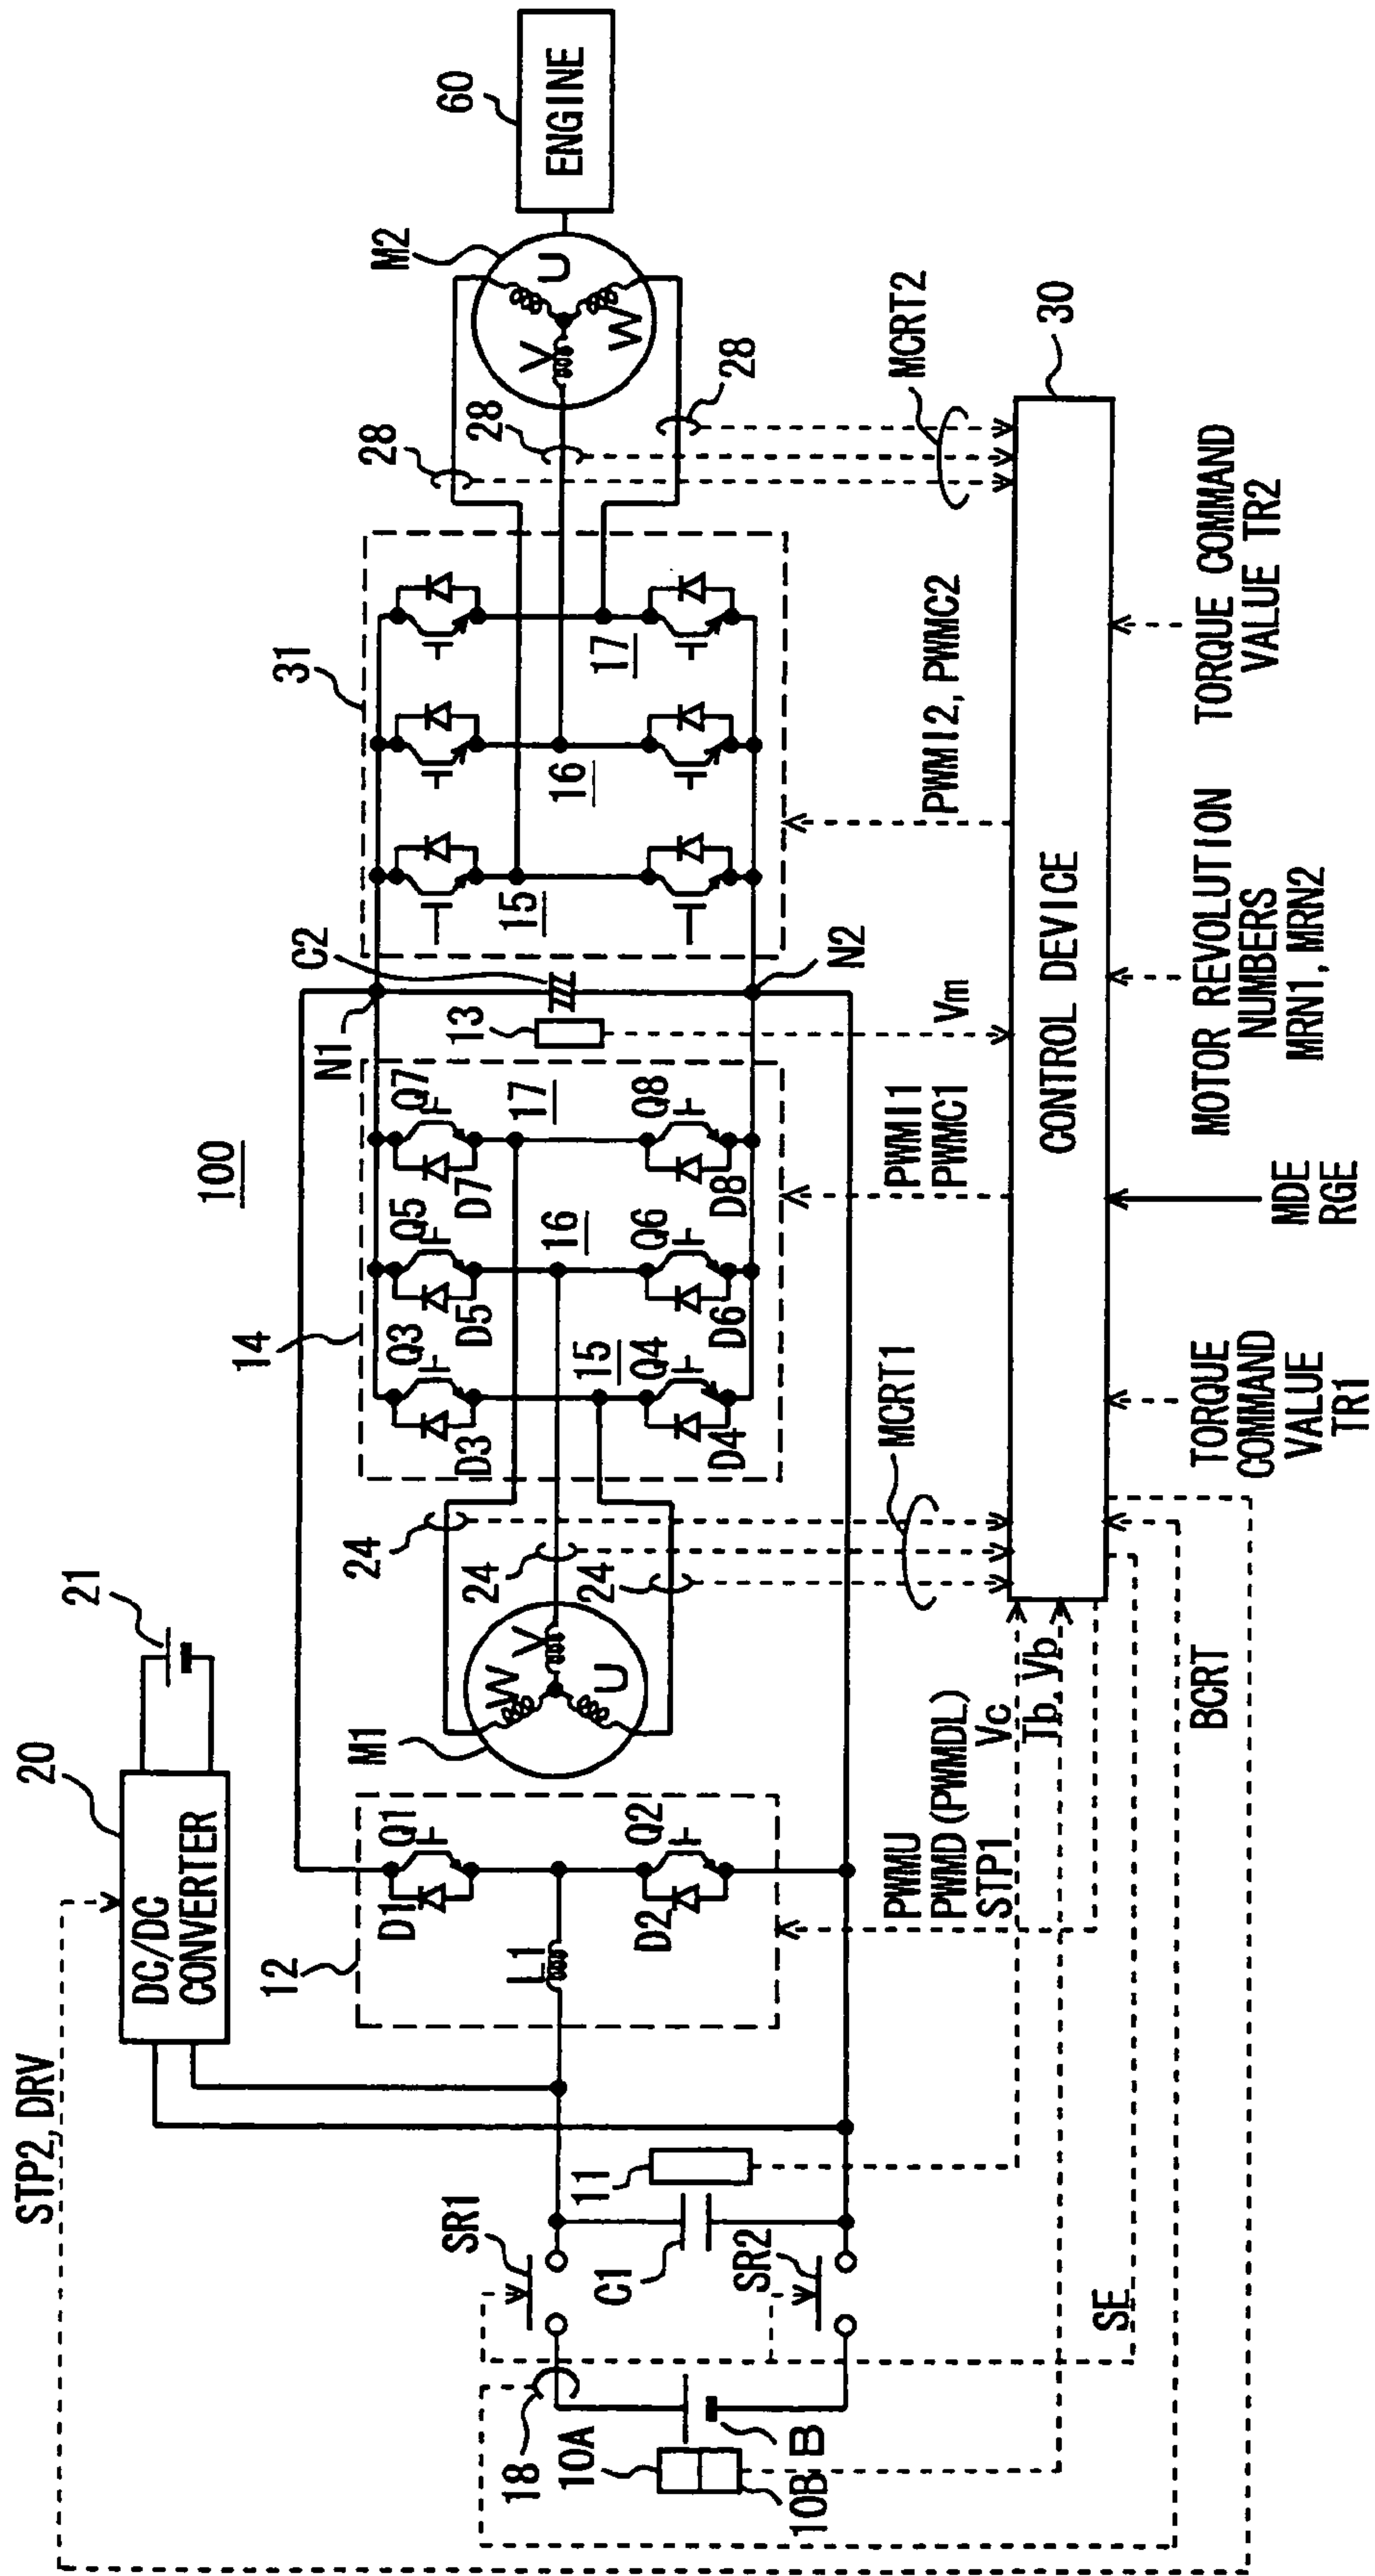 100
STP2, DRV
20
DC/DC
CONVERTER
21
12
D1
Q1
L1
D2
Q2
SR1
18
10A
10B
B
C1
11
SR2
SE
M1
W
V
U
24
24
24
14
Q3
D3
15
Q4
D4
Q5
D5
16
Q6
D6
Q7
D7
17
Q8
D8
N1
13
C2
N2
31
15
16
17
28
28
28
M2
U
V
W
60
ENGINE
PWMU
PWMD (PWMDL)
STP1
Vc
Tb, Vb
BCRT
MCRT1
PWMI1
PWMC1
Vm
PWMI2, PWMC2
MCRT2
30
CONTROL DEVICE
TORQUE
COMMAND
VALUE
TR1
MDE
RGE
MOTOR REVOLUTION
NUMBERS
MRN1, MRN2
TORQUE COMMAND
VALUE TR2